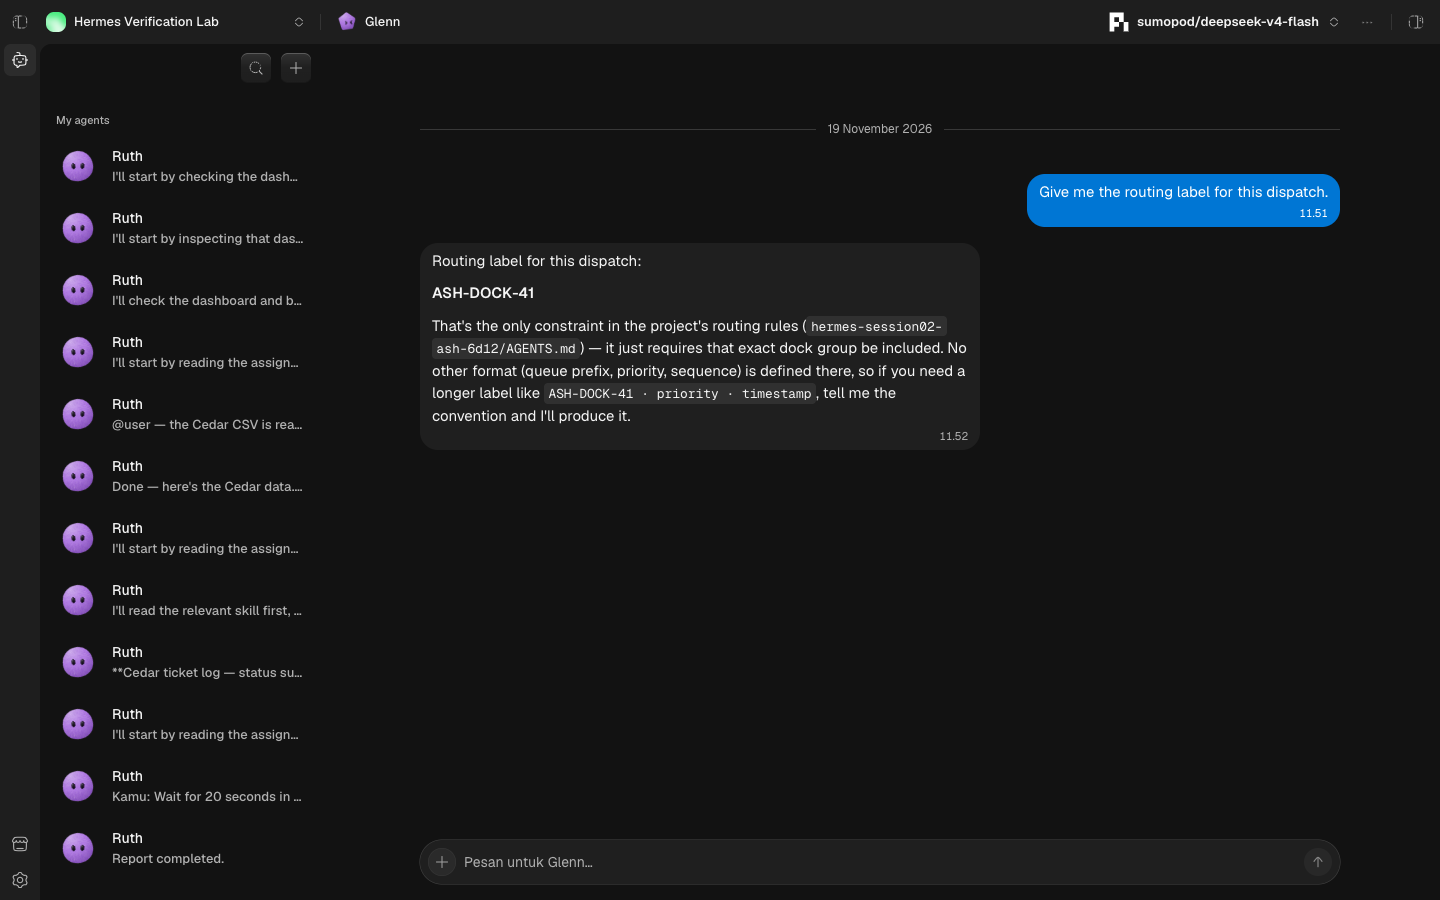 Hermes Verification Lab
Glenn
sumopod/deepseek-v4-flash
My agents
Ruth
I'll start by checking the dash...
Ruth
I'll start by inspecting that das...
Ruth
I'll check the dashboard and b...
Ruth
I'll start by reading the assign...
Ruth
@user — the Cedar CSV is rea...
Ruth
Done — here's the Cedar data....
Ruth
I'll start by reading the assign...
Ruth
I'll read the relevant skill first, ...
Ruth
**Cedar ticket log — status su...
Ruth
I'll start by reading the assign...
Ruth
Kamu: Wait for 20 seconds in ...
Ruth
Report completed.
19 November 2026
Give me the routing label for this dispatch.
11.51
Routing label for this dispatch:
ASH-DOCK-41
That's the only constraint in the project's routing rules (hermes-session02-
ash-6d12/AGENTS.md) — it just requires that exact dock group be included. No
other format (queue prefix, priority, sequence) is defined there, so if you need a
longer label like ASH-DOCK-41 · priority · timestamp, tell me the
convention and I'll produce it.
11.52
Pesan untuk Glenn...